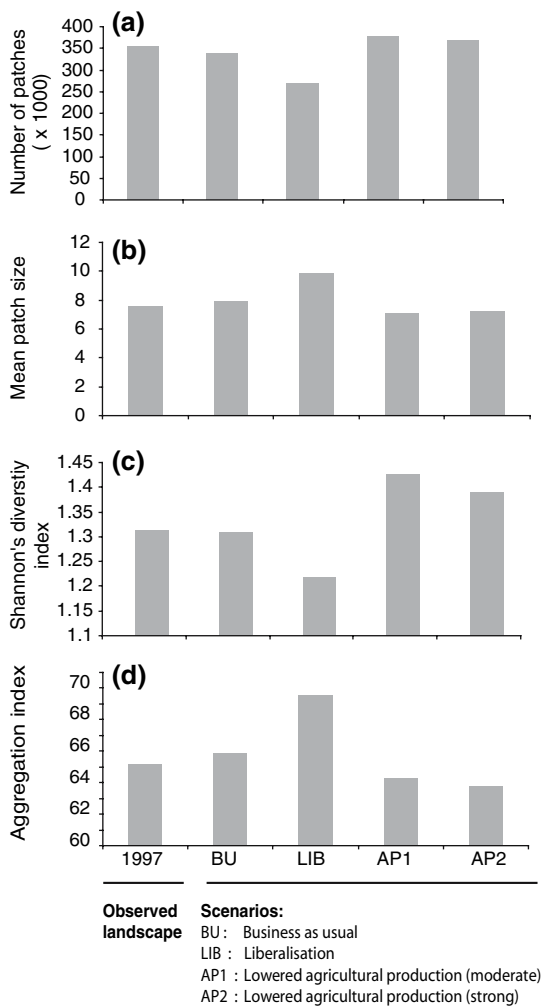 (a)
Number of patches
( x 1000)
400
350
300
250
200
150
100
50
0
(b)
Mean patch size
12
10
8
6
4
2
0
(c)
Shannon's diverstiy
index
1.45
1.4
1.35
1.3
1.25
1.2
1.15
1.1
(d)
Aggregation index
70
68
66
64
62
60
1997 BU LIB AP1 AP2
Observed
landscape
Scenarios:
BU : Business as usual
LIB : Liberalisation
AP1 : Lowered agricultural production (moderate)
AP2 : Lowered agricultural production (strong)